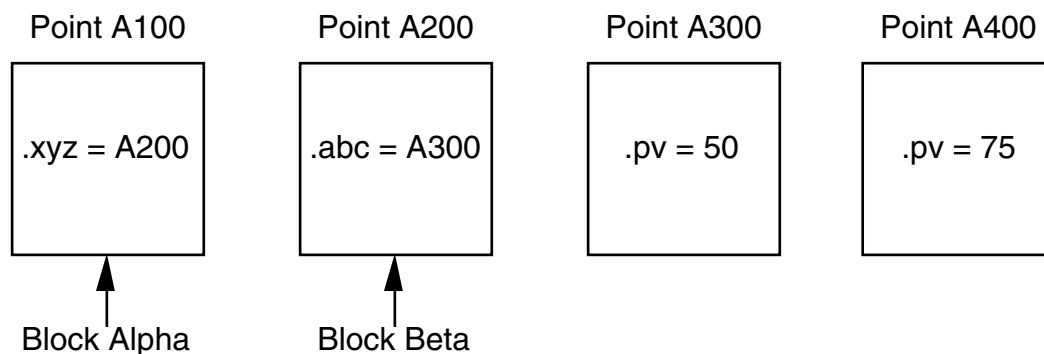 Point A100 Point A200 Point A300 Point A400
.xyz = A200 .abc = A300 .pv = 50 .pv = 75
Block Alpha Block Beta